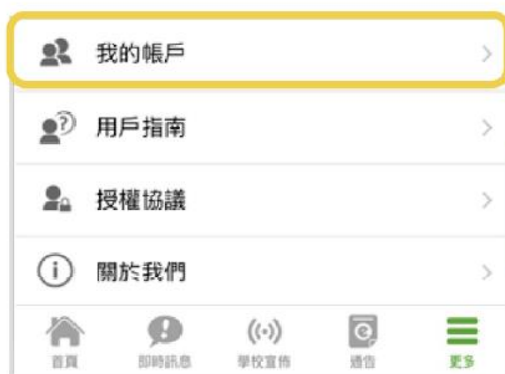 我的帳戶
用戶指南
授權協議
關於我們
首頁 即時訊息 學校宣佈 通告 更多